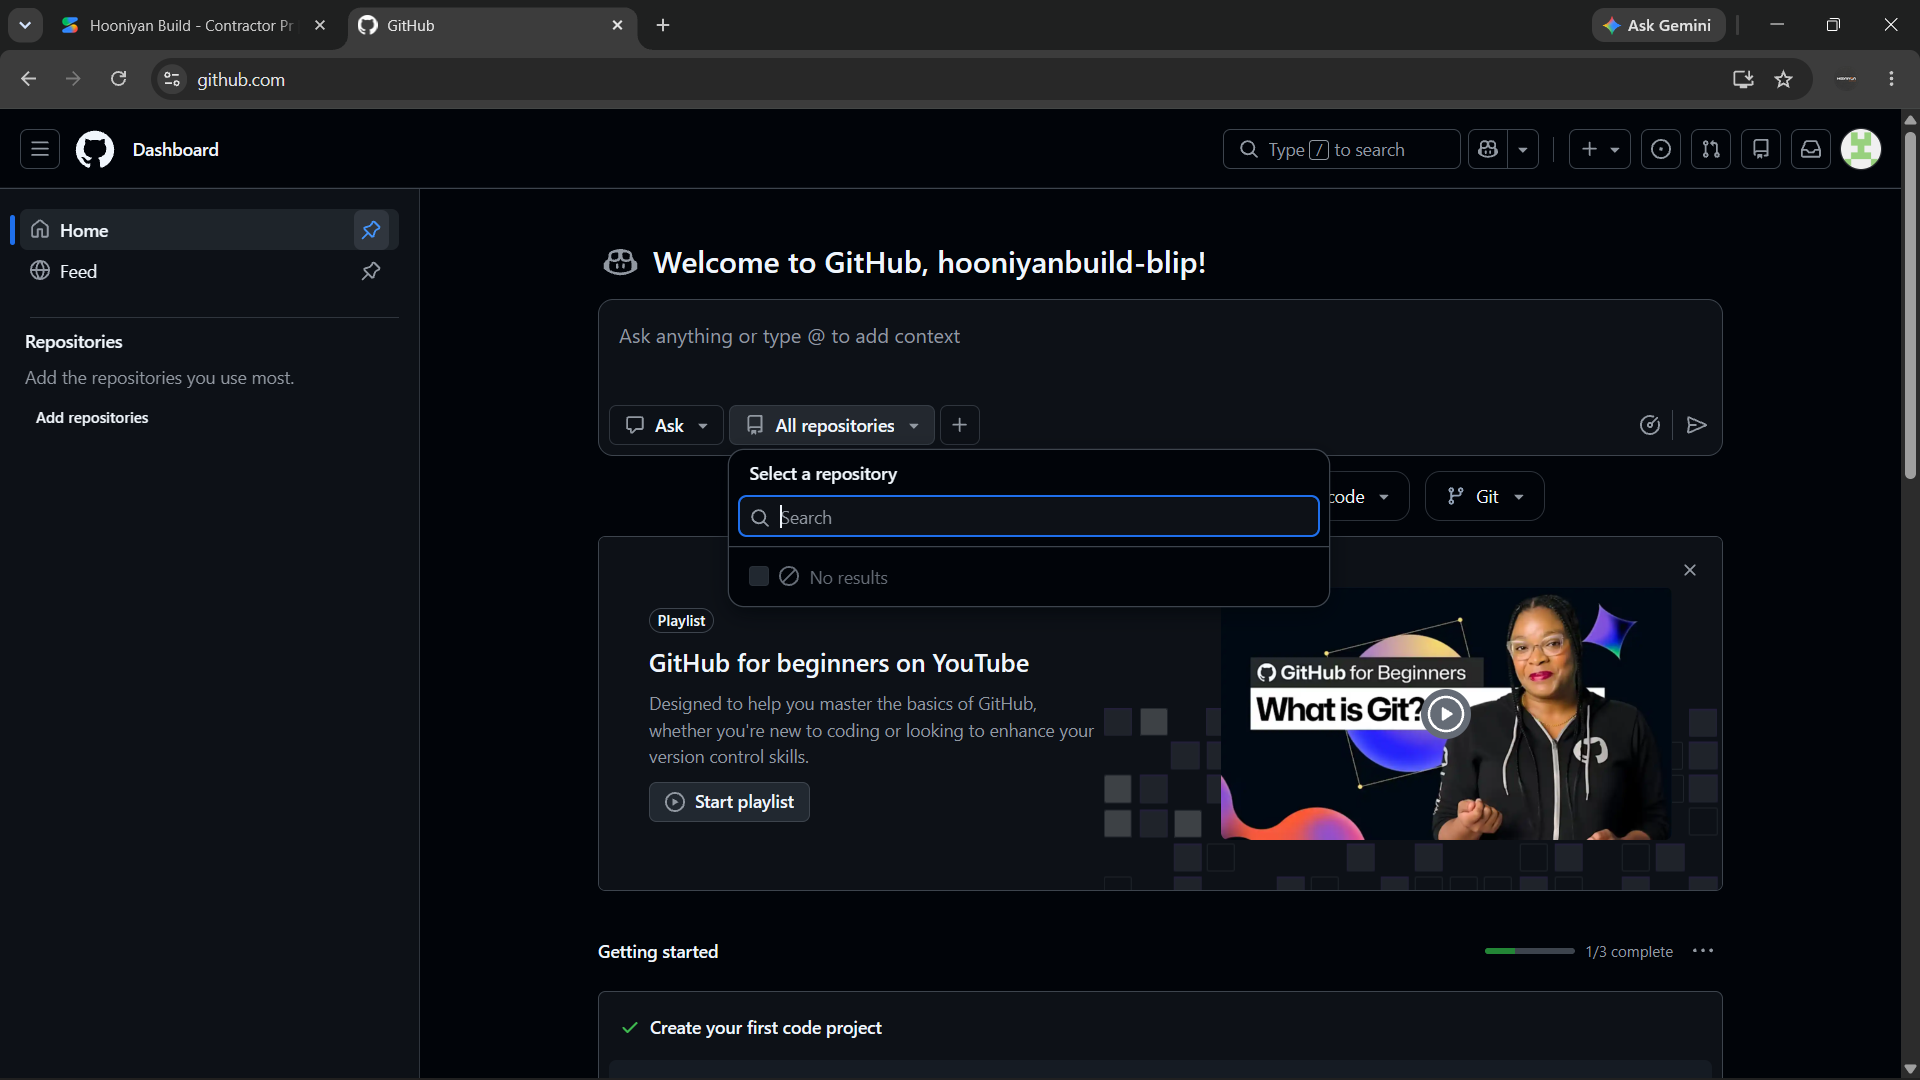 Hooniyan Build - Contractor Pr
GitHub
Ask Gemini
github.com
Dashboard
Type / to search
Home
Feed
Repositories
Add the repositories you use most.
Add repositories
Welcome to GitHub, hooniyanbuild-blip!
Ask anything or type @ to add context
Ask
All repositories
Select a repository
Search
No results
code
Git
Playlist
GitHub for beginners on YouTube
Designed to help you master the basics of GitHub,
whether you're new to coding or looking to enhance your
version control skills.
Start playlist
GitHub for Beginners
What is Git?
Getting started
1/3 complete
Create your first code project